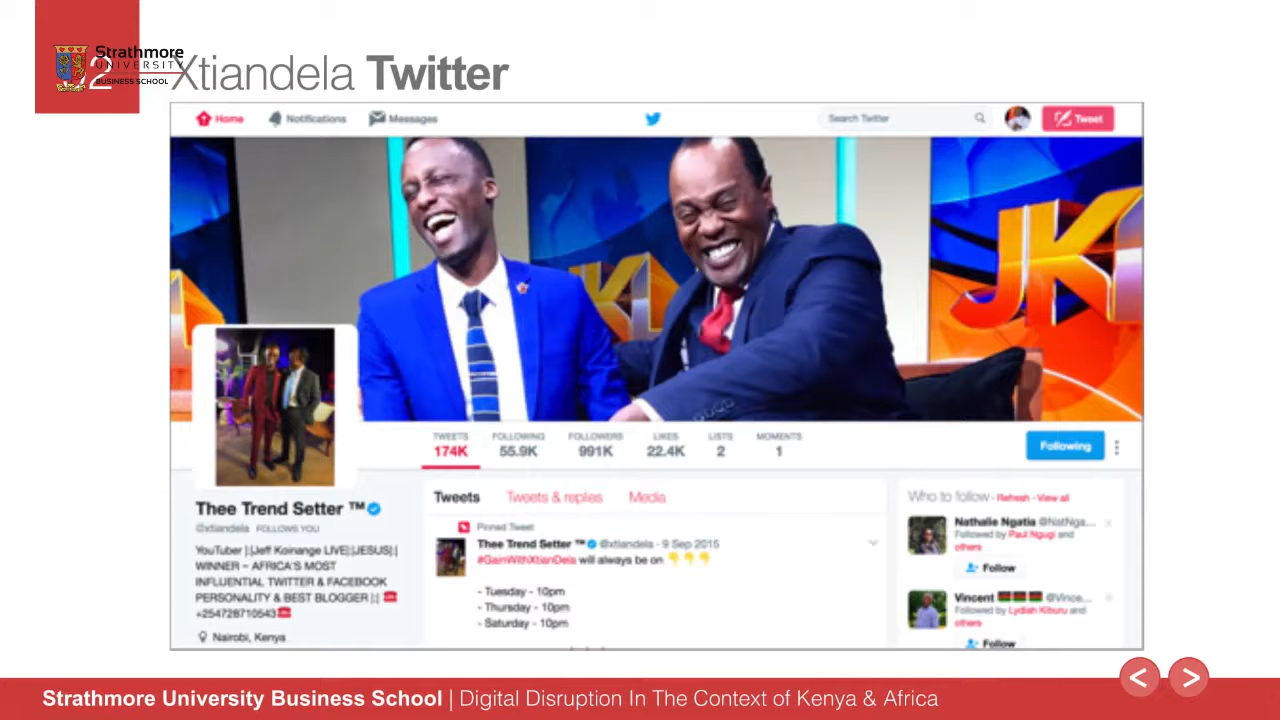 Strathmore
UNIVERSITY
BUSINESS SCHOOL
Xtiandela Twitter
Home Notifications Messages Search Twitter Tweet
JK
JK
TWEETS FOLLOWING FOLLOWERS LIKES LISTS MOMENTS
174K 55.9K 991K 22.4K 2 1
Following
Thee Trend Setter ™
@xtiandela FOLLOWS YOU
YouTuber |:|Jeff Koinange LIVE|:|JESUS|:|
WINNER ~ AFRICA'S MOST
INFLUENTIAL TWITTER & FACEBOOK
PERSONALITY & BEST BLOGGER |:|
+254728710543
Nairobi, Kenya
Tweets Tweets & replies Media
Pinned Tweet
Thee Trend Setter ™ @xtiandela - 9 Sep 2015
#GainWithXtianDela will always be on 👇👇👇
- Tuesday - 10pm
- Thursday - 10pm
- Saturday - 10pm
Who to follow · Refresh · View all
Nathalie Ngatia @NatNga...
Followed by Paul Ngugi and
others
Follow
Vincent 🇰🇪🇰🇪🇰🇪 @Vince...
Followed by Lydiah Kiburu and
others
Follow
Strathmore University Business School | Digital Disruption In The Context of Kenya & Africa